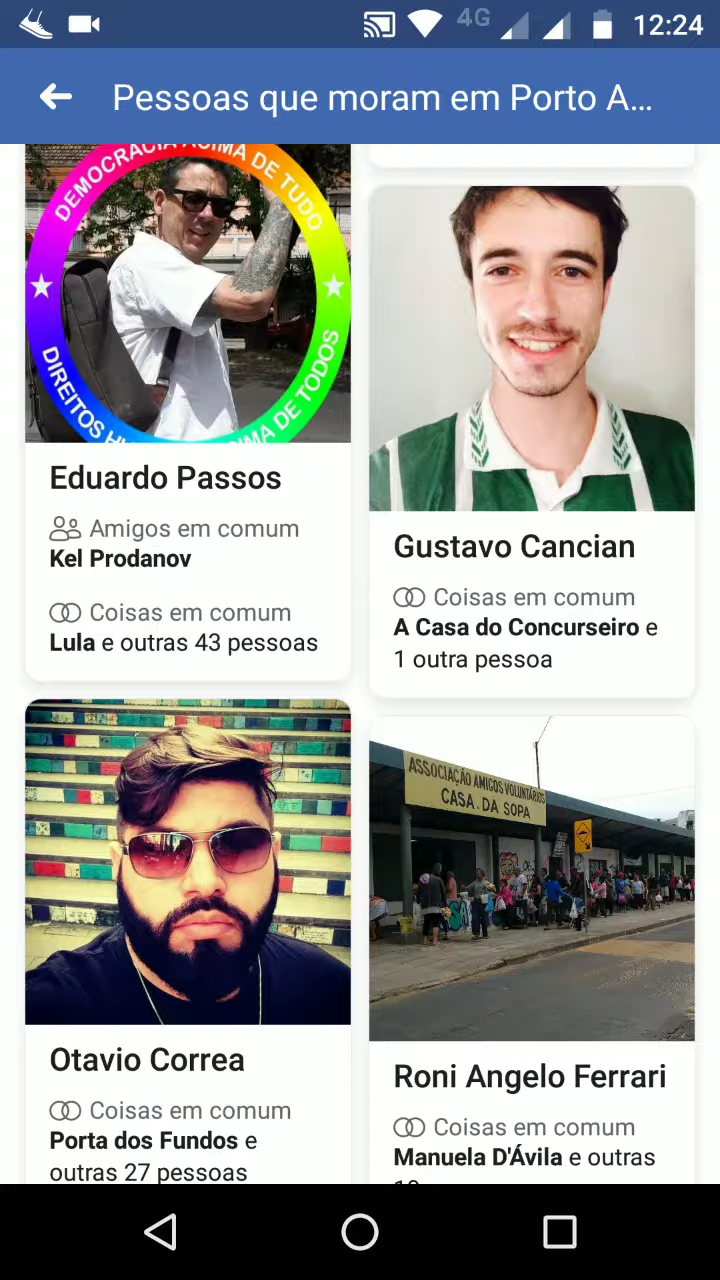 4G
12:24
Pessoas que moram em Porto A...
DEMOCRACIA ACIMA DE TUDO
DIREITOS H
IMA DE TODOS
Eduardo Passos
Amigos em comum
Kel Prodanov
Coisas em comum
Lula e outras 43 pessoas
Gustavo Cancian
Coisas em comum
A Casa do Concurseiro e
1 outra pessoa
Otavio Correa
Coisas em comum
Porta dos Fundos e
outras 27 pessoas
ASSOCIAÇÃO AMIGOS VOLUNTÁRIOS
CASA DA SOPA
Roni Angelo Ferrari
Coisas em comum
Manuela D'Ávila e outras